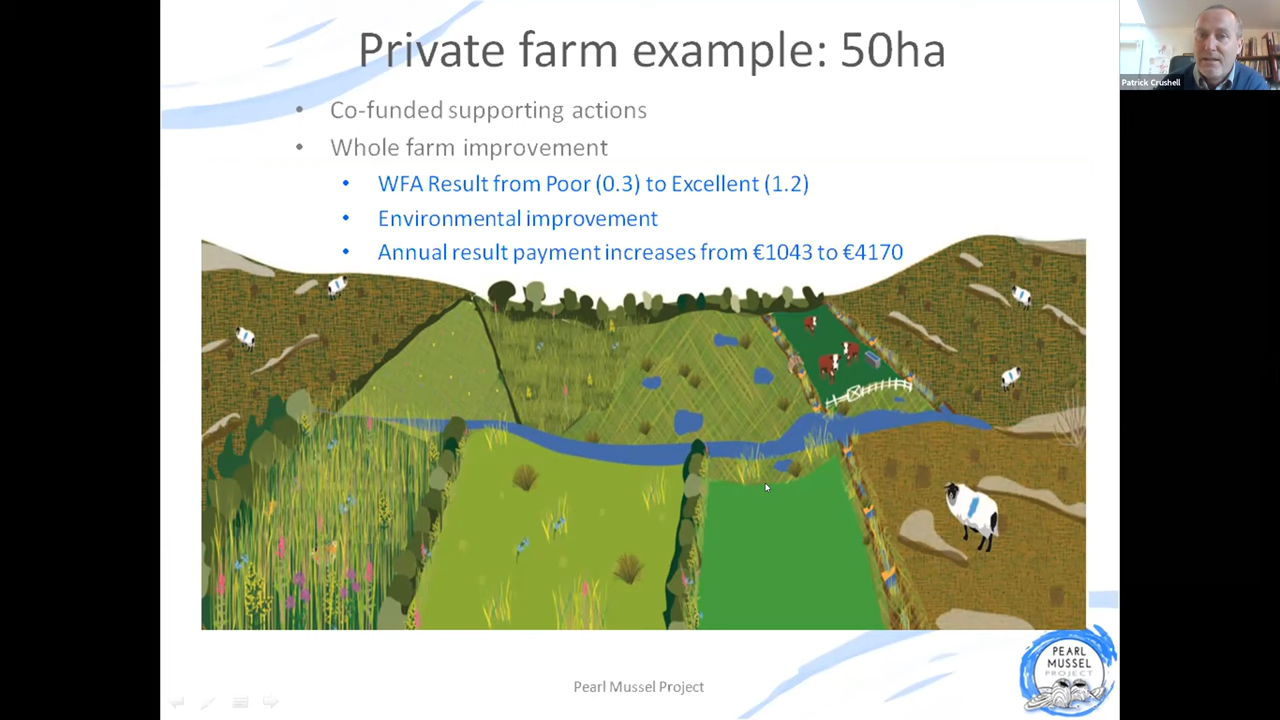 Private farm example: 50ha
Patrick Crushell
• Co-funded supporting actions
• Whole farm improvement
• WFA Result from Poor (0.3) to Excellent (1.2)
• Environmental improvement
• Annual result payment increases from €1043 to €4170
PEARL
MUSSEL
PROJECT
Pearl Mussel Project